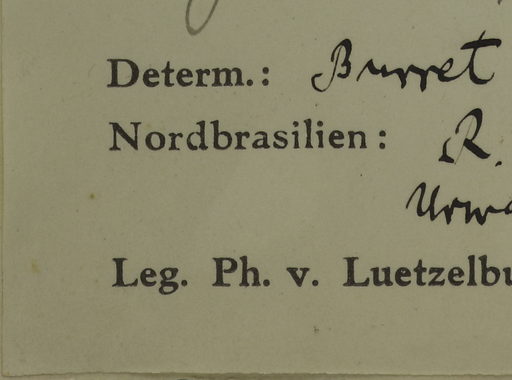 Determ.: Burret
Nordbrasilien: R.
Urwa
Leg. Ph. v. Luetzelbu